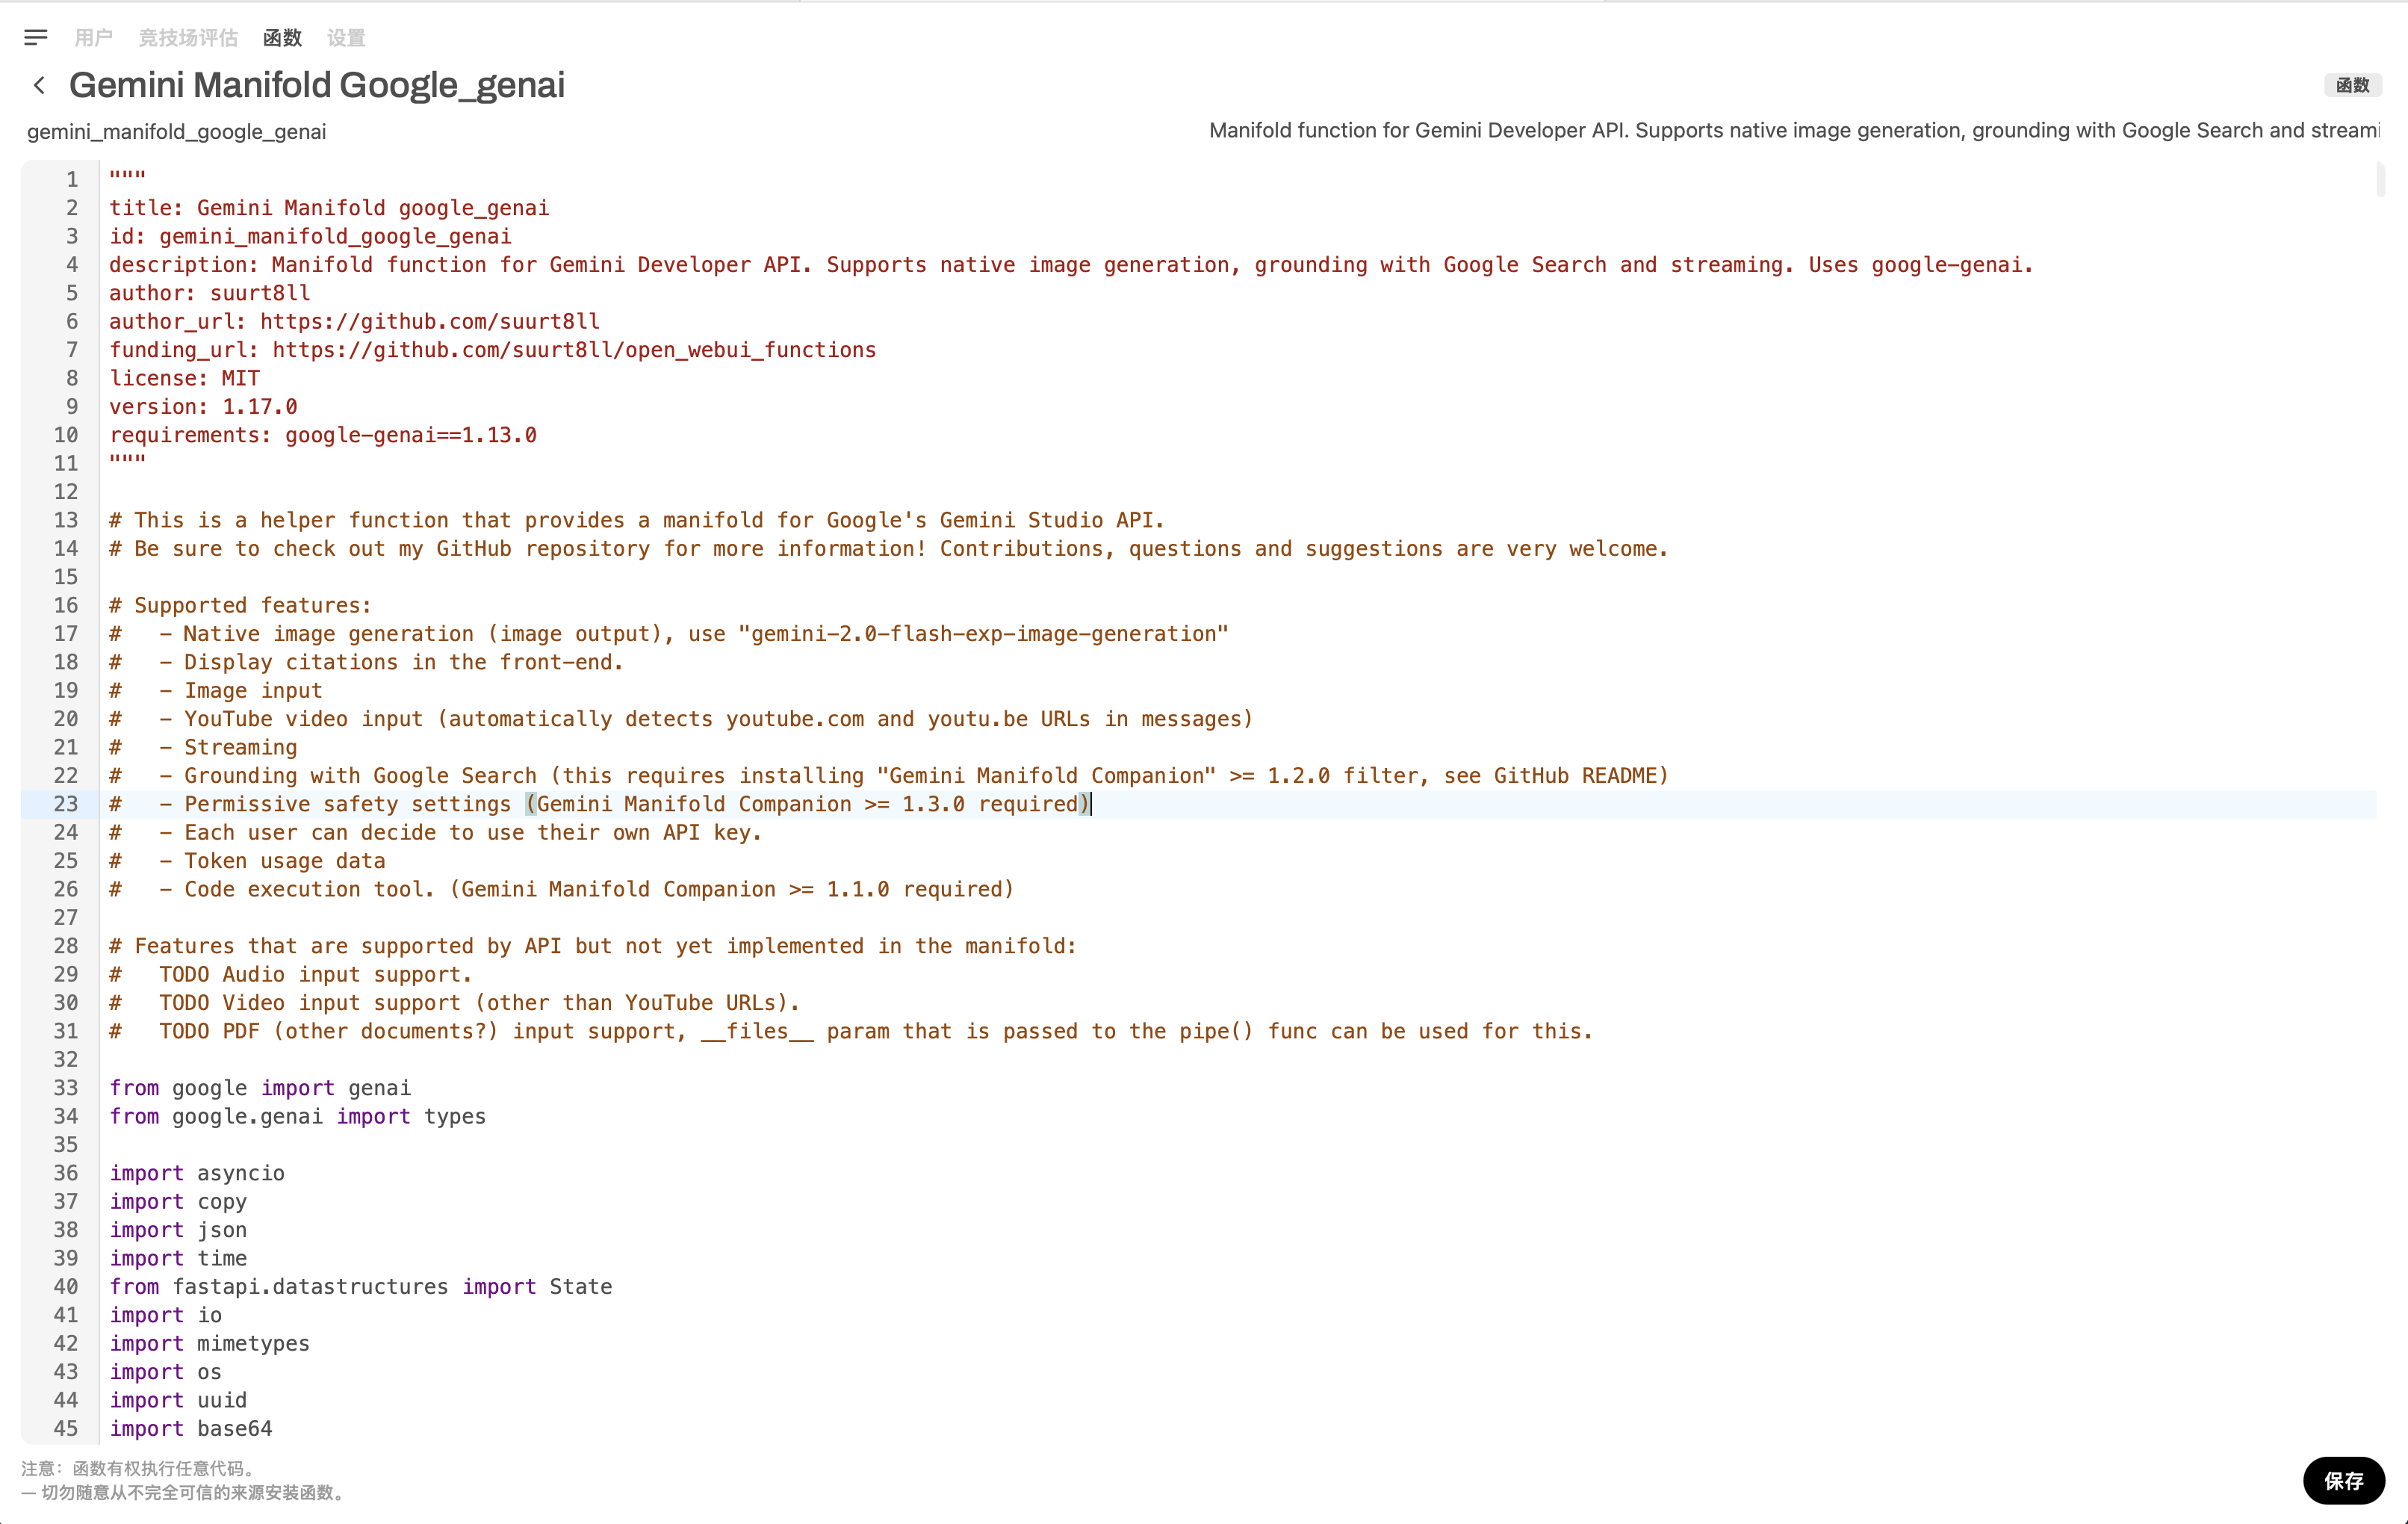 用户 竞技场评估 函数 设置
Gemini Manifold Google_genai 函数
gemini_manifold_google_genai Manifold function for Gemini Developer API. Supports native image generation, grounding with Google Search and streami
1 """
2 title: Gemini Manifold google_genai
3 id: gemini_manifold_google_genai
4 description: Manifold function for Gemini Developer API. Supports native image generation, grounding with Google Search and streaming. Uses google-genai.
5 author: suurt8ll
6 author_url: https://github.com/suurt8ll
7 funding_url: https://github.com/suurt8ll/open_webui_functions
8 license: MIT
9 version: 1.17.0
10 requirements: google-genai==1.13.0
11 """
12
13 # This is a helper function that provides a manifold for Google's Gemini Studio API.
14 # Be sure to check out my GitHub repository for more information! Contributions, questions and suggestions are very welcome.
15
16 # Supported features:
17 #   - Native image generation (image output), use "gemini-2.0-flash-exp-image-generation"
18 #   - Display citations in the front-end.
19 #   - Image input
20 #   - YouTube video input (automatically detects youtube.com and youtu.be URLs in messages)
21 #   - Streaming
22 #   - Grounding with Google Search (this requires installing "Gemini Manifold Companion" >= 1.2.0 filter, see GitHub README)
23 #   - Permissive safety settings (Gemini Manifold Companion >= 1.3.0 required)
24 #   - Each user can decide to use their own API key.
25 #   - Token usage data
26 #   - Code execution tool. (Gemini Manifold Companion >= 1.1.0 required)
27
28 # Features that are supported by API but not yet implemented in the manifold:
29 #   TODO Audio input support.
30 #   TODO Video input support (other than YouTube URLs).
31 #   TODO PDF (other documents?) input support, __files__ param that is passed to the pipe() func can be used for this.
32
33 from google import genai
34 from google.genai import types
35
36 import asyncio
37 import copy
38 import json
39 import time
40 from fastapi.datastructures import State
41 import io
42 import mimetypes
43 import os
44 import uuid
45 import base64
注意：函数有权执行任意代码。
— 切勿随意从不完全可信的来源安装函数。
保存